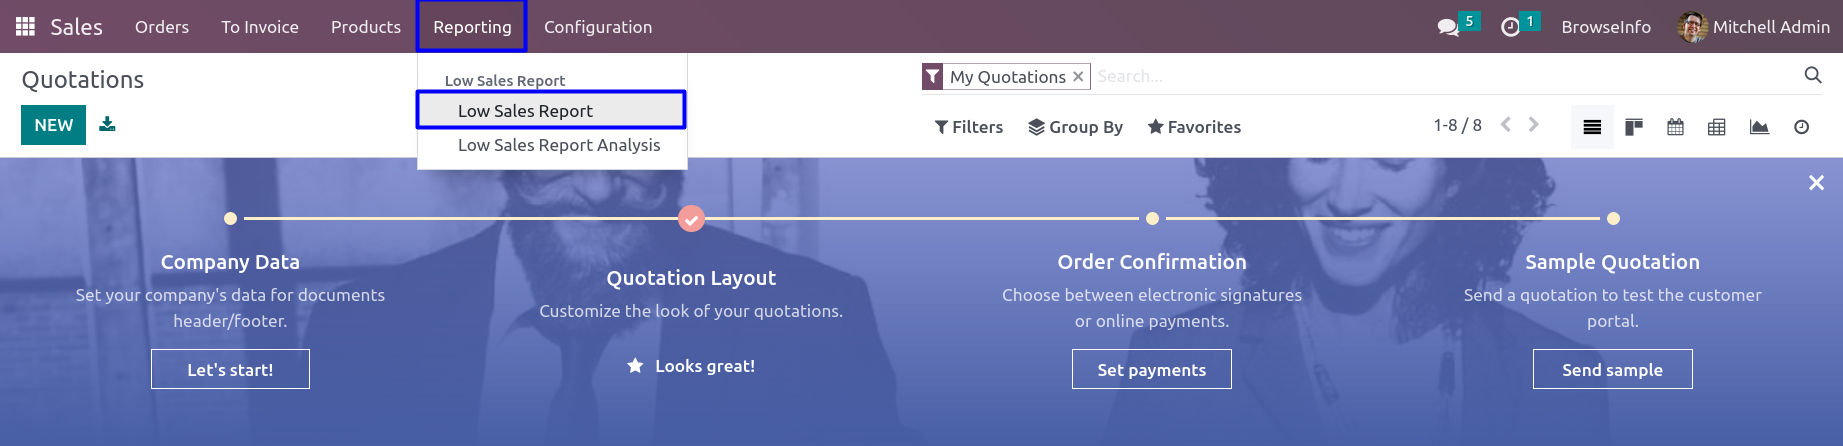 Sales Orders To Invoice Products Reporting Configuration 5 1 BrowseInfo Mitchell Admin
Quotations
Low Sales Report
Low Sales Report
Low Sales Report Analysis
My Quotations × Search...
NEW
Filters Group By Favorites 1-8 / 8
Company Data
Set your company's data for documents
header/footer.
Let's start!
Quotation Layout
Customize the look of your quotations.
Looks great!
Order Confirmation
Choose between electronic signatures
or online payments.
Set payments
Sample Quotation
Send a quotation to test the customer
portal.
Send sample